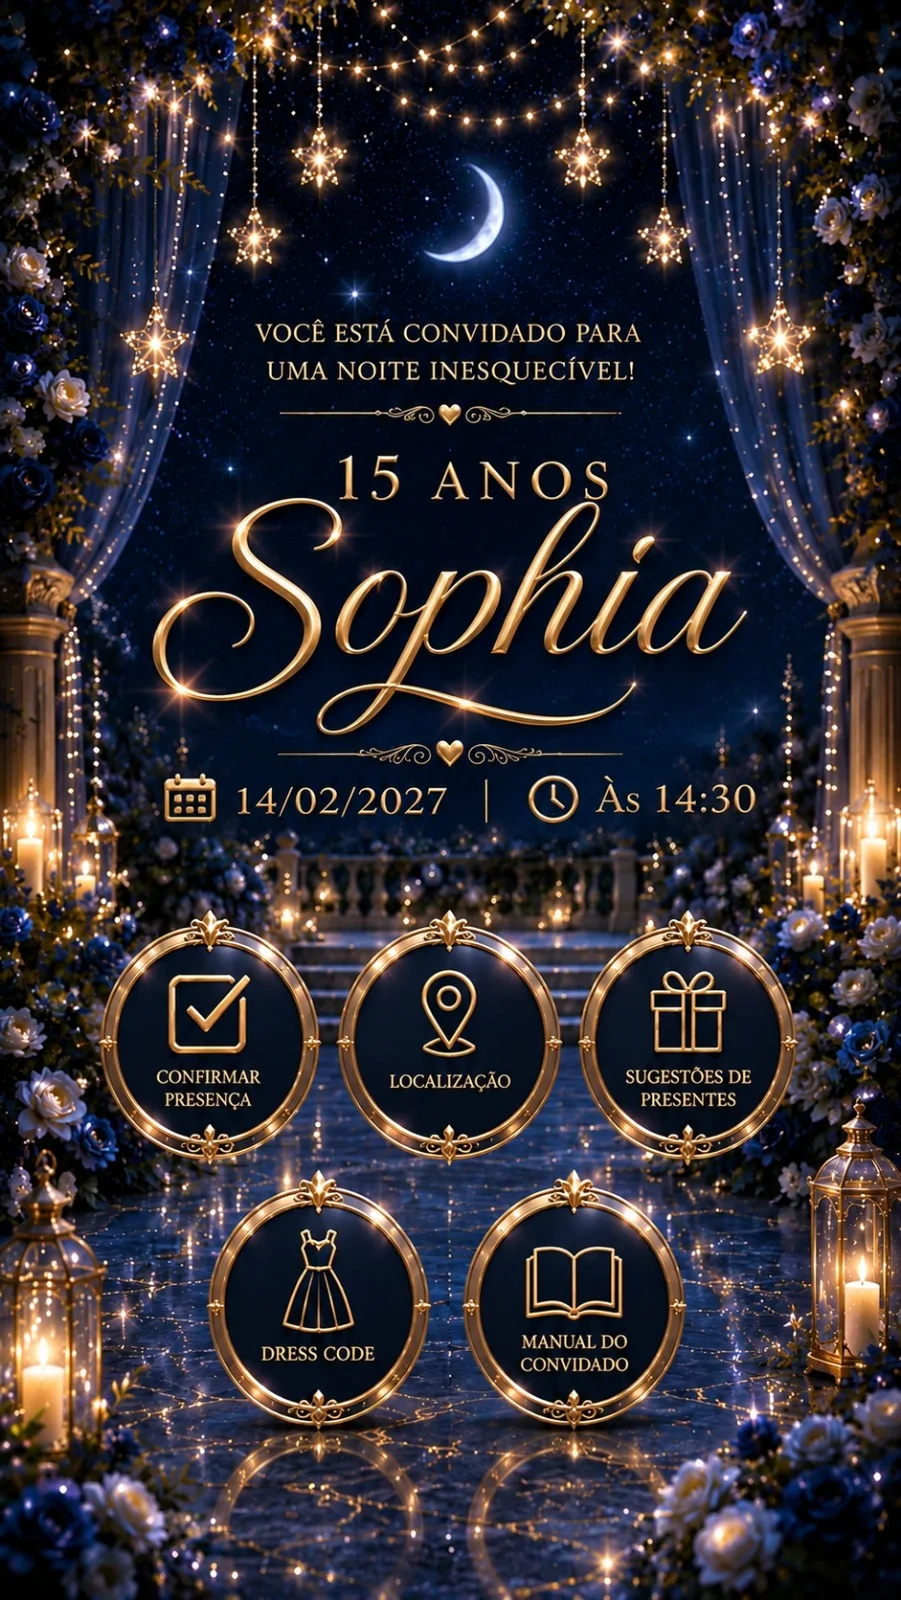 VOCÊ ESTÁ CONVIDADO PARA
UMA NOITE INESQUECÍVEL!
15 ANOS
Sophia
14/02/2027 | Às 14:30
CONFIRMAR
PRESENÇA
LOCALIZAÇÃO
SUGESTÕES DE
PRESENTES
DRESS CODE
MANUAL DO
CONVIDADO